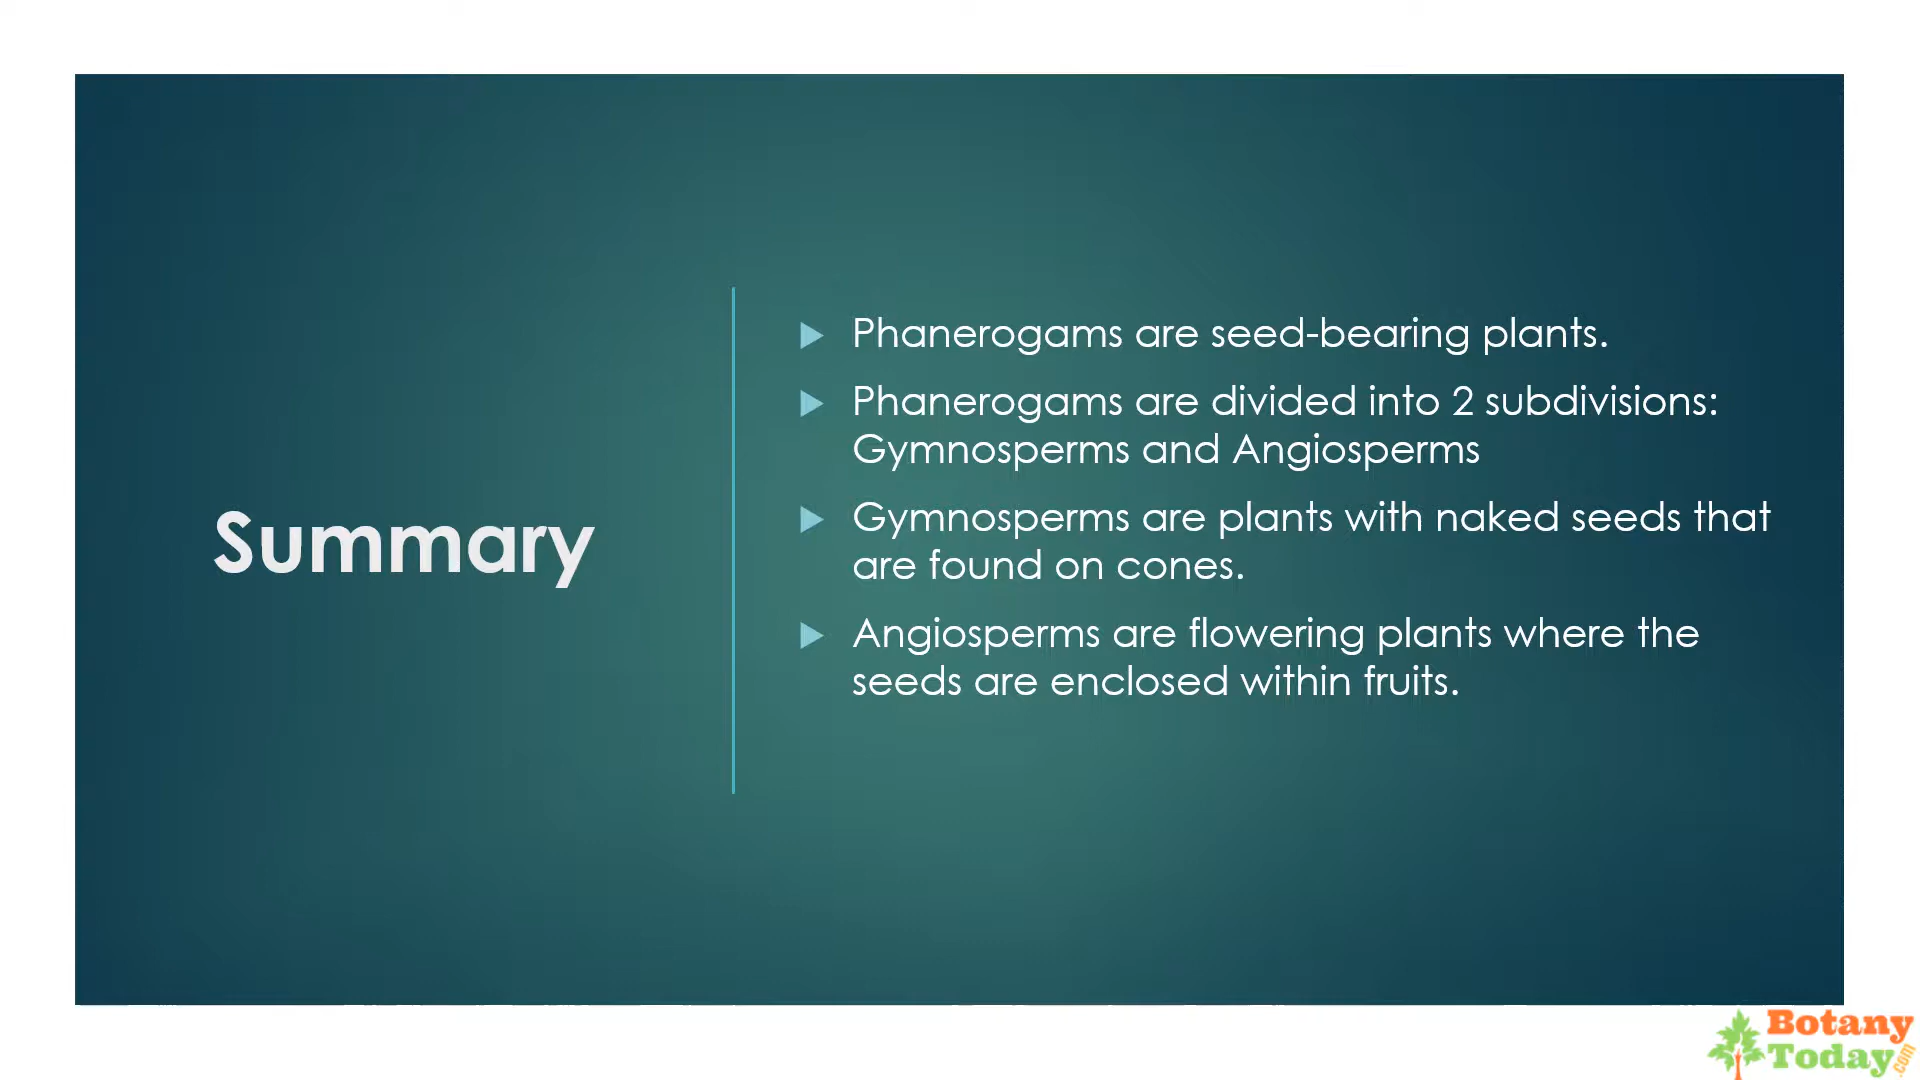 Summary
Phanerogams are seed-bearing plants.
Phanerogams are divided into 2 subdivisions:
Gymnosperms and Angiosperms
Gymnosperms are plants with naked seeds that
are found on cones.
Angiosperms are flowering plants where the
seeds are enclosed within fruits.
Botany
Today.com